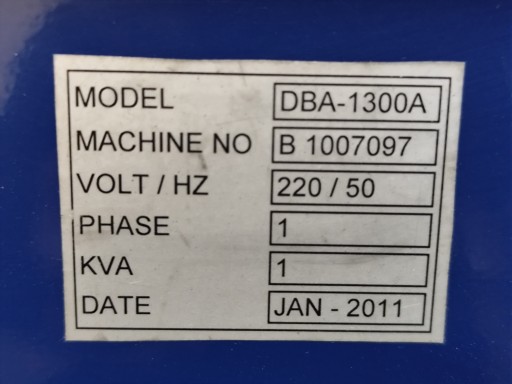 MODEL DBA-1300A
MACHINE NO B 1007097
VOLT / HZ 220 / 50
PHASE 1
KVA 1
DATE JAN - 2011